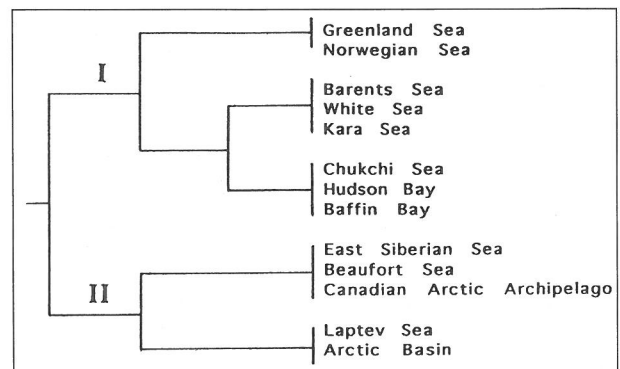 Greenland Sea
Norwegian Sea
I
Barents Sea
White Sea
Kara Sea
Chukchi Sea
Hudson Bay
Baffin Bay
East Siberian Sea
Beaufort Sea
II
Canadian Arctic Archipelago
Laptev Sea
Arctic Basin